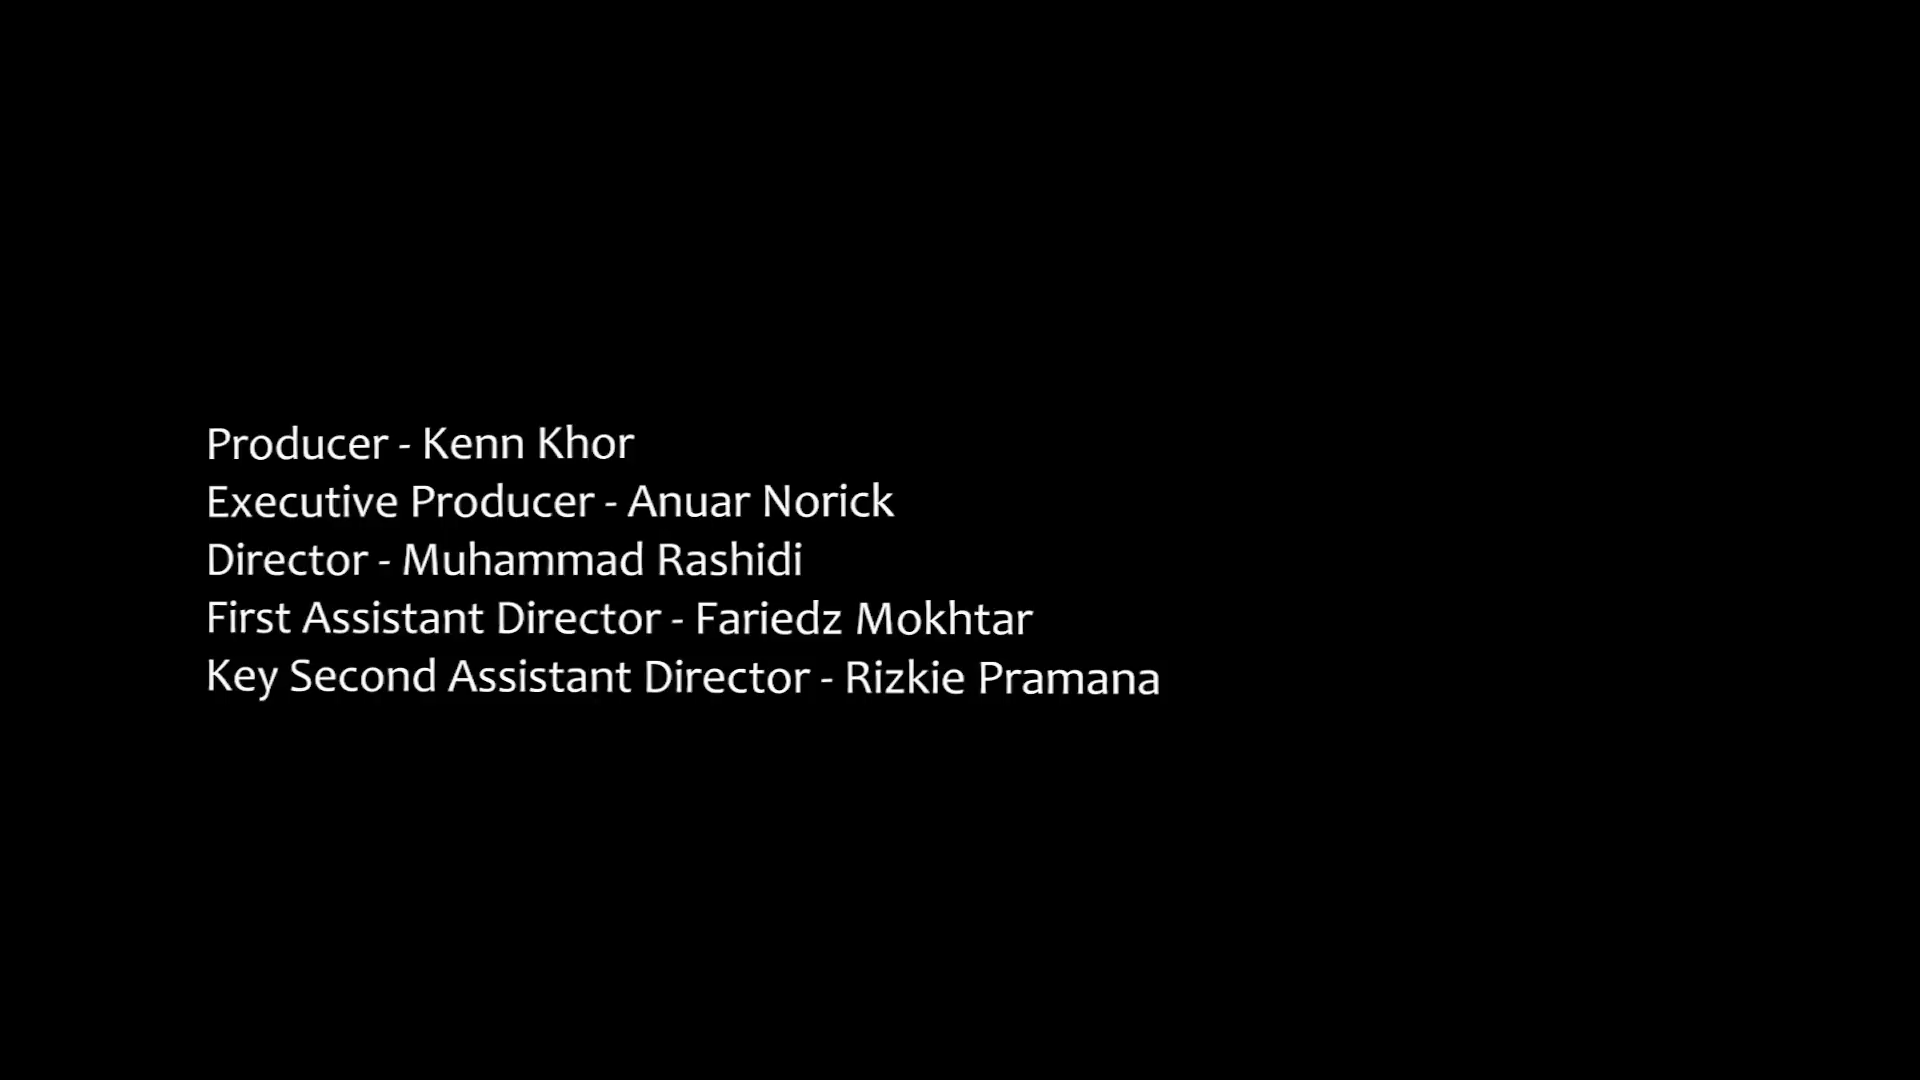 Producer - Kenn Khor
Executive Producer - Anuar Norick
Director - Muhammad Rashidi
First Assistant Director - Fariedz Mokhtar
Key Second Assistant Director - Rizkie Pramana